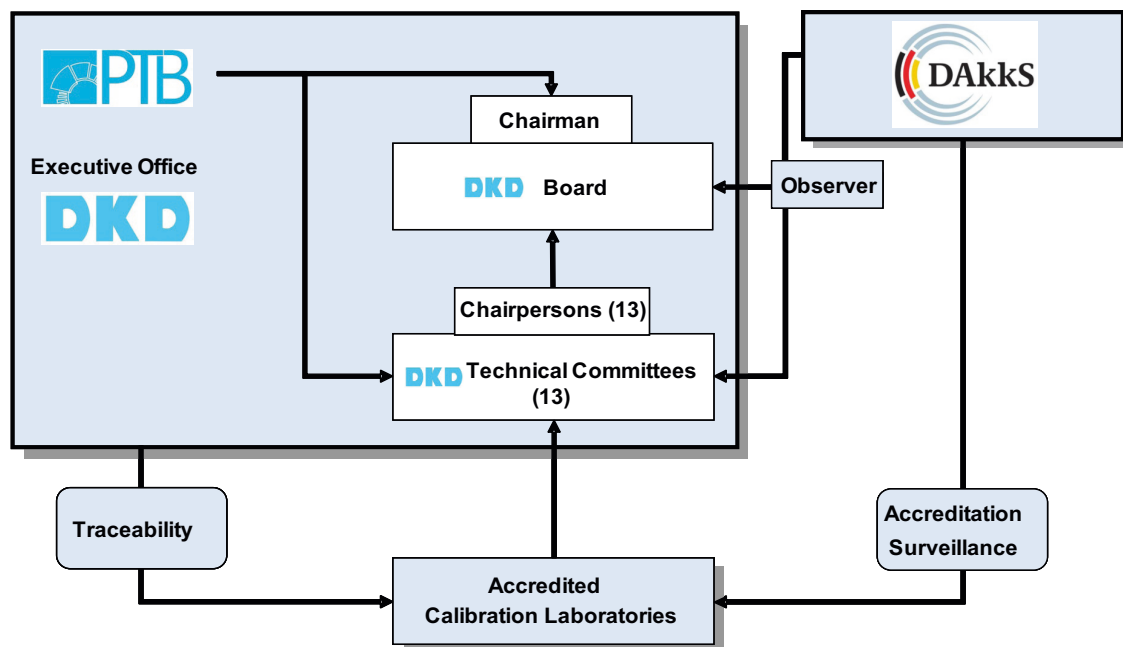 PTB
DAkkS
Chairman
Executive Office
DKD
DKD Board
Observer
Chairpersons (13)
DKD Technical Committees
(13)
Traceability
Accreditation
Surveillance
Accredited
Calibration Laboratories